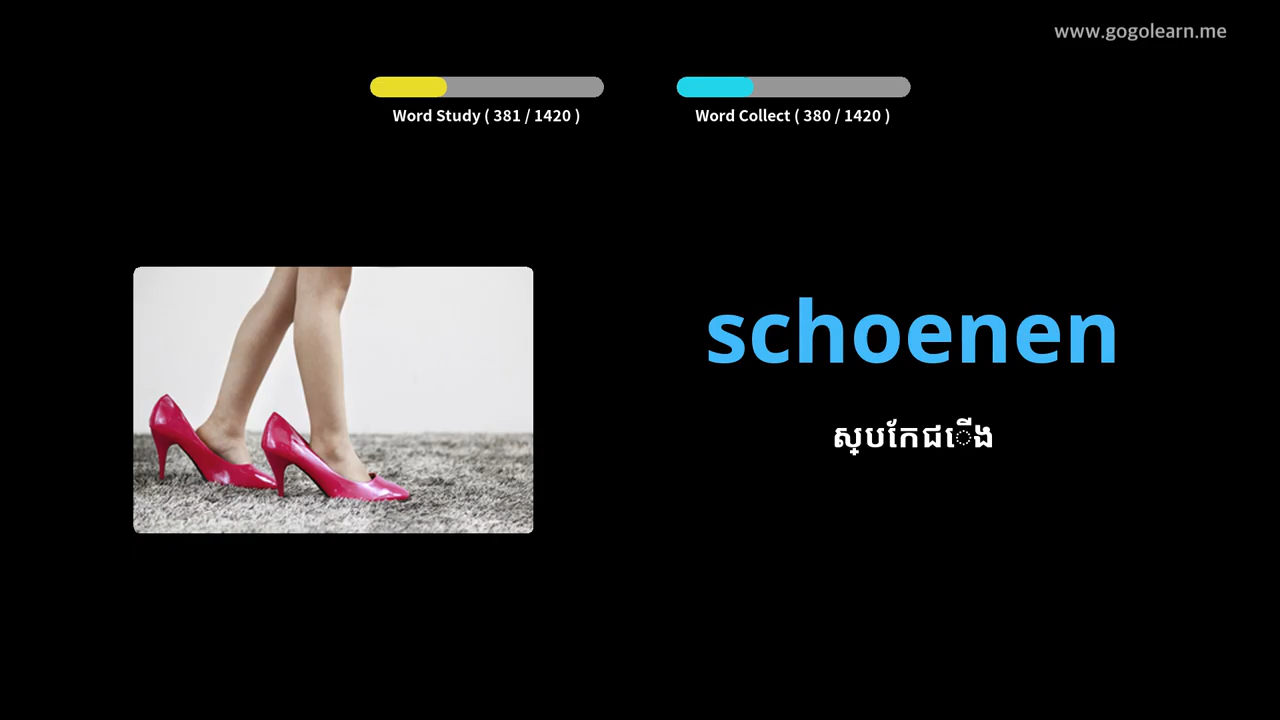 www.gogolearn.me
Word Study ( 381 / 1420 )
Word Collect ( 380 / 1420 )
schoenen
ស្បែកជើង